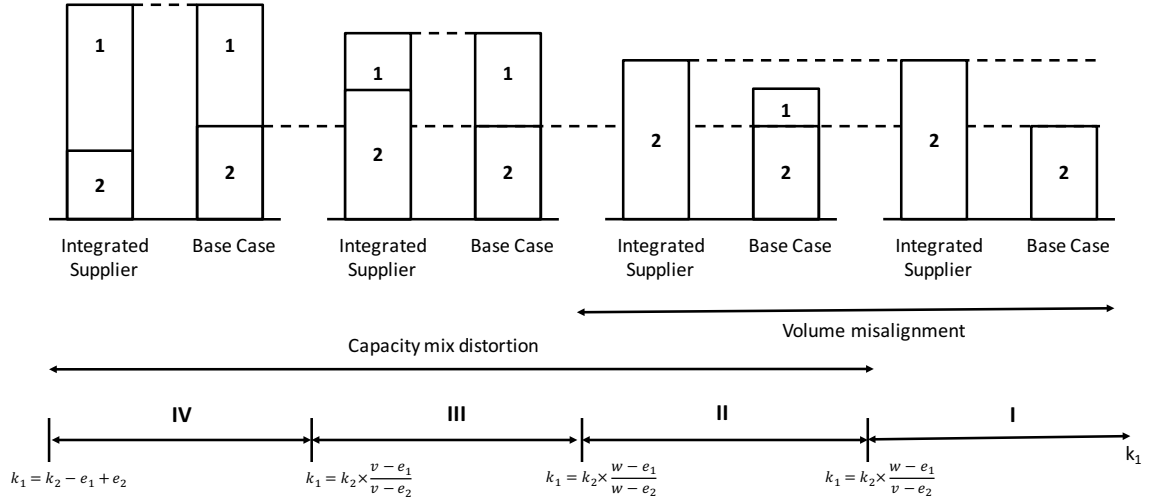 1 1 1 1 1
2 2 2 2 2 2 2 2
Integrated Supplier Base Case Integrated Supplier Base Case Integrated Supplier Base Case Integrated Supplier Base Case
Volume misalignment
Capacity mix distortion
IV III II I
k₁
k₁ = k₂ − e₁ + e₂ k₁ = k₂ × (v − e₁)/(v − e₂) k₁ = k₂ × (w − e₁)/(w − e₂) k₁ = k₂ × (w − e₁)/(v − e₂)